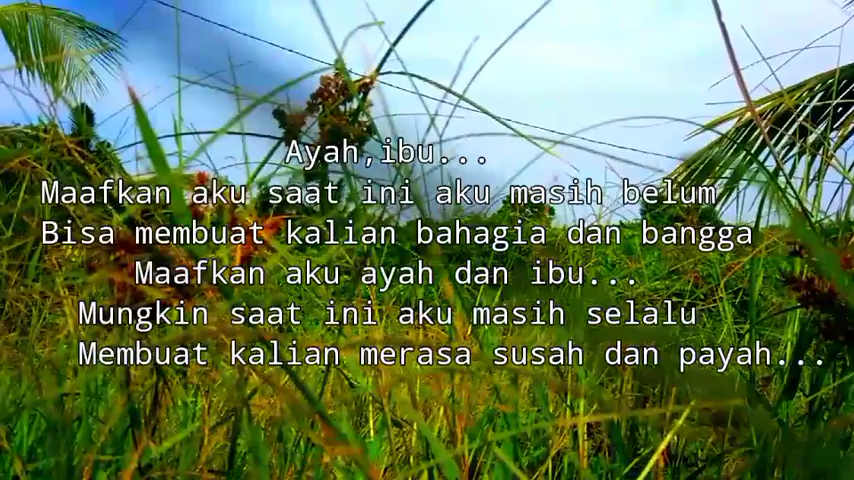 Ayah,ibu...
Maafkan aku saat ini aku masih belum
Bisa membuat kalian bahagia dan bangga
Maafkan aku ayah dan ibu...
Mungkin saat ini aku masih selalu
Membuat kalian merasa susah dan payah...